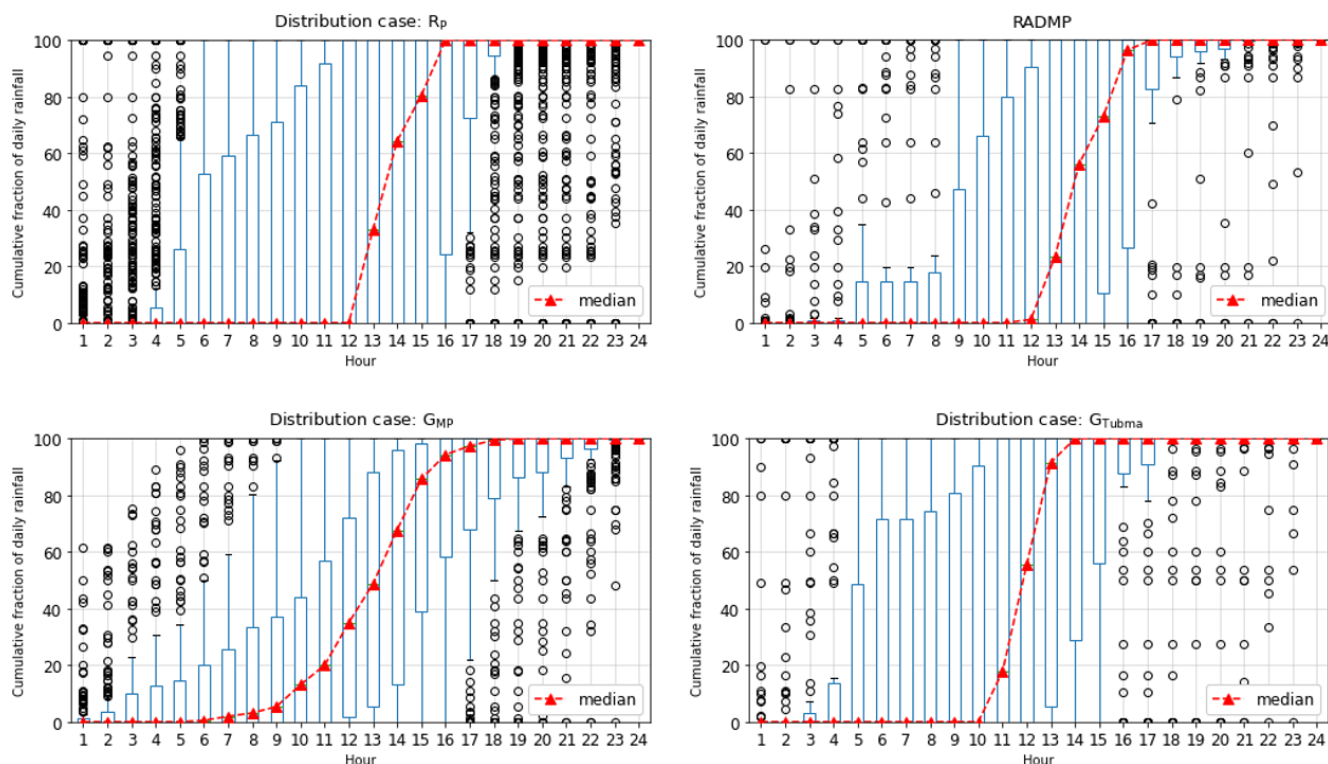 Distribution case: R_P
Cumulative fraction of daily rainfall
100
80
60
40
20
0
median
1 2 3 4 5 6 7 8 9 10 11 12 13 14 15 16 17 18 19 20 21 22 23 24
Hour
RADMP
Cumulative fraction of daily rainfall
100
80
60
40
20
0
median
1 2 3 4 5 6 7 8 9 10 11 12 13 14 15 16 17 18 19 20 21 22 23 24
Hour
Distribution case: G_MP
Cumulative fraction of daily rainfall
100
80
60
40
20
0
median
1 2 3 4 5 6 7 8 9 10 11 12 13 14 15 16 17 18 19 20 21 22 23 24
Hour
Distribution case: G_Tubma
Cumulative fraction of daily rainfall
100
80
60
40
20
0
median
1 2 3 4 5 6 7 8 9 10 11 12 13 14 15 16 17 18 19 20 21 22 23 24
Hour